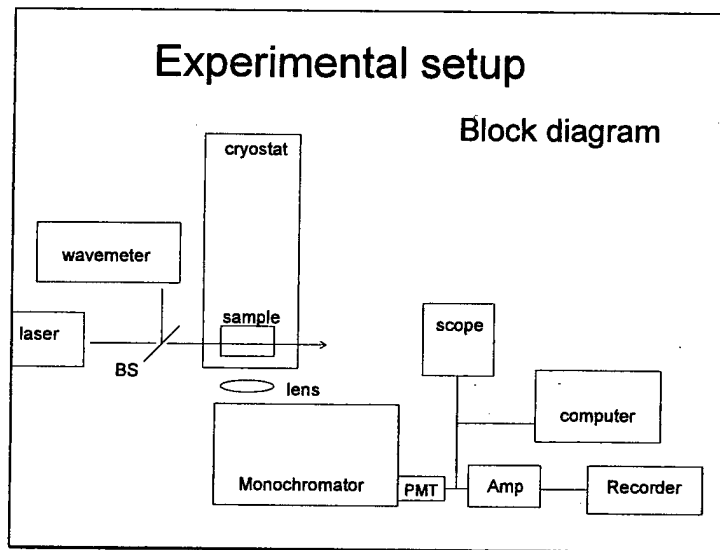 Experimental setup
Block diagram
cryostat
wavemeter
sample
laser
scope
BS
lens
computer
Monochromator
PMT
Amp
Recorder